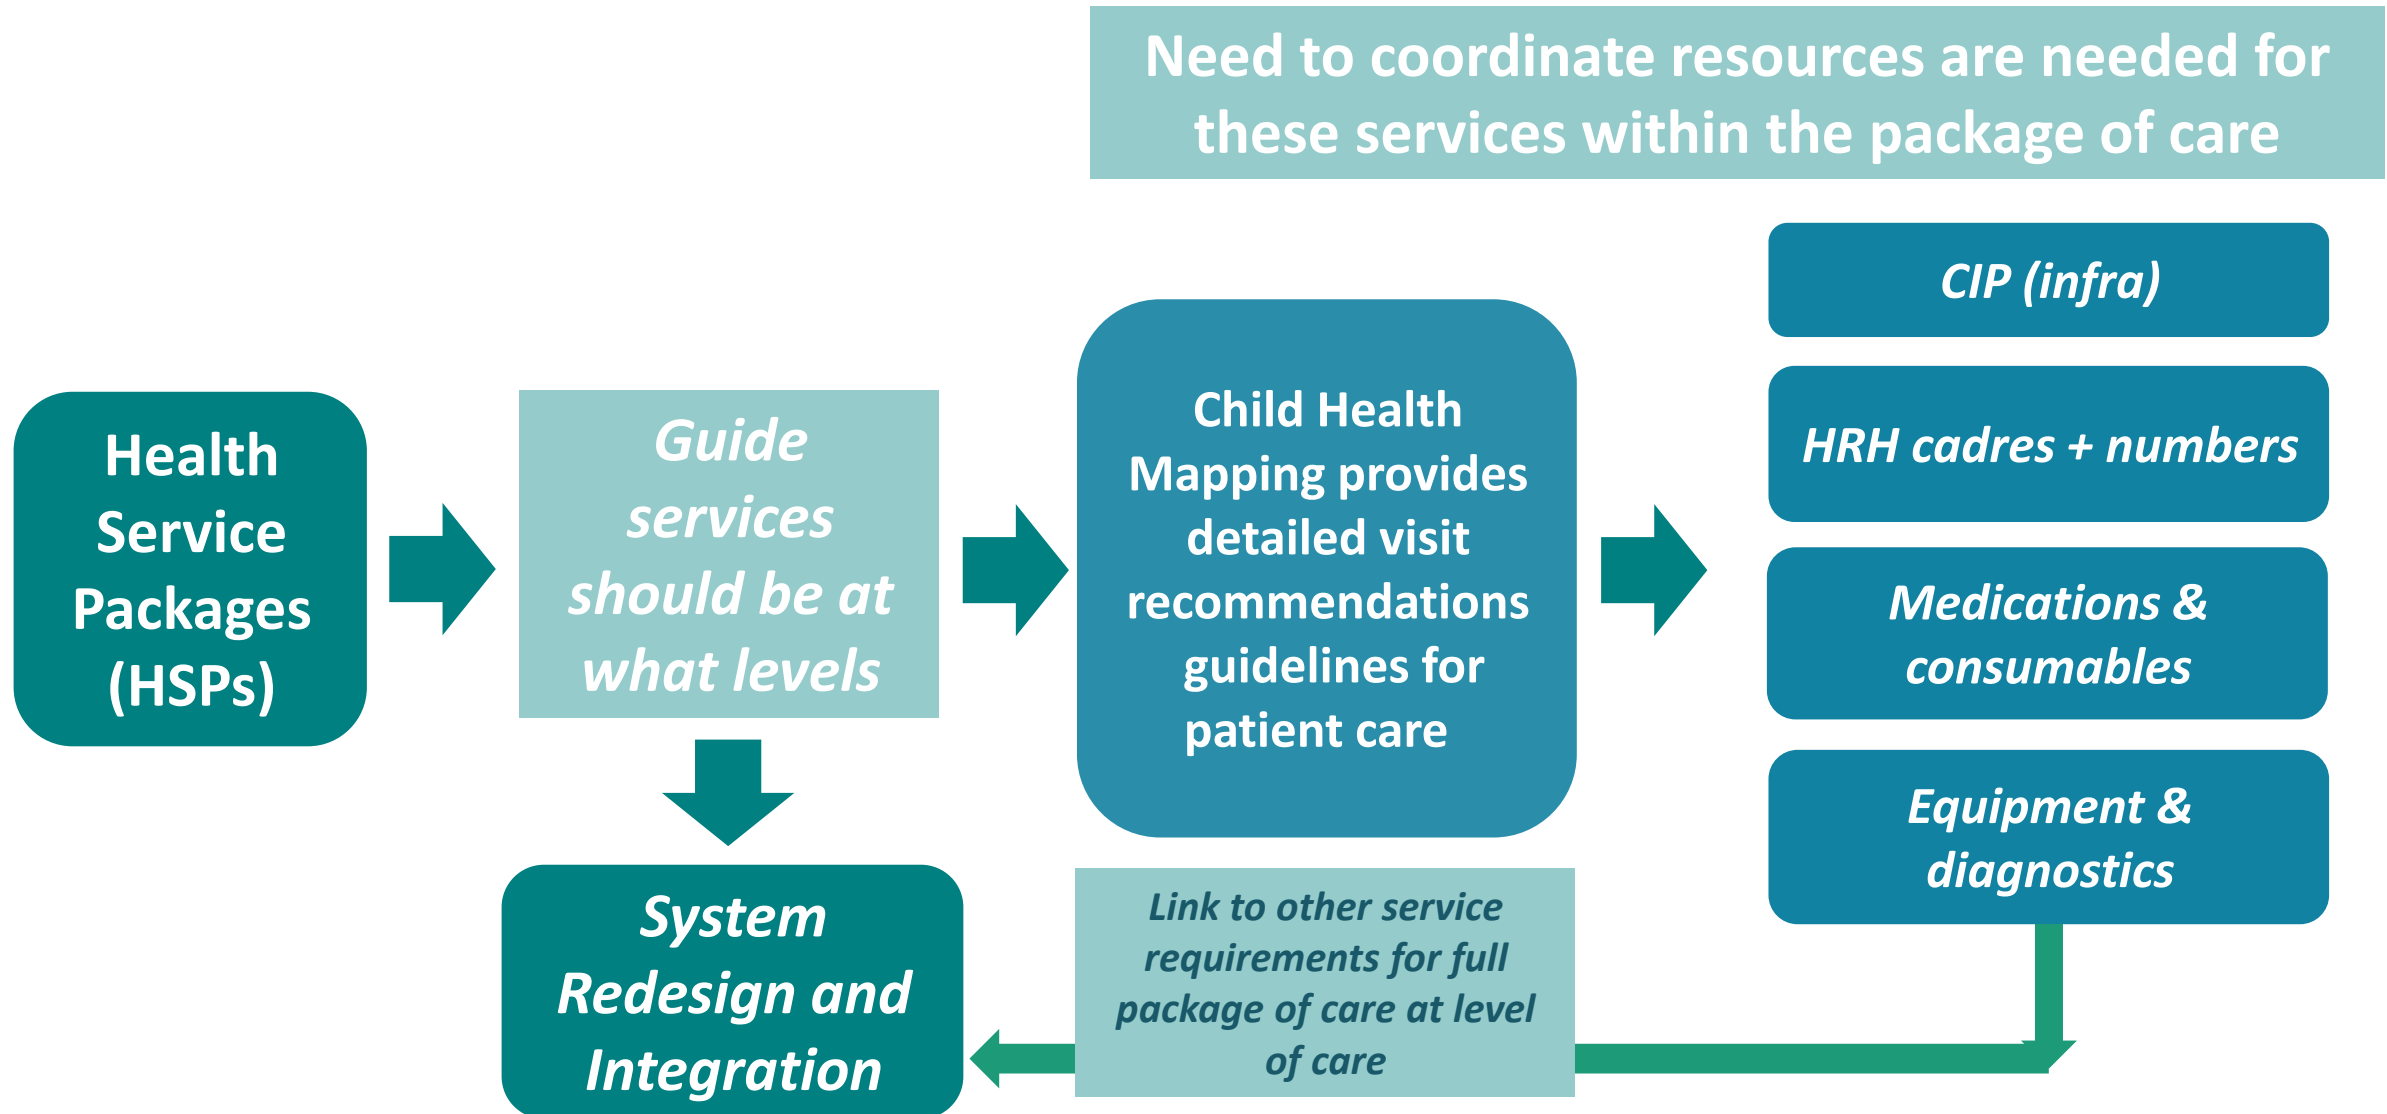 Need to coordinate resources are needed for
these services within the package of care
Health
Service
Packages
(HSPs)
Guide
services
should be at
what levels
Child Health
Mapping provides
detailed visit
recommendations
guidelines for
patient care
CIP (infra)
HRH cadres + numbers
Medications &
consumables
Equipment &
diagnostics
System
Redesign and
Integration
Link to other service
requirements for full
package of care at level
of care